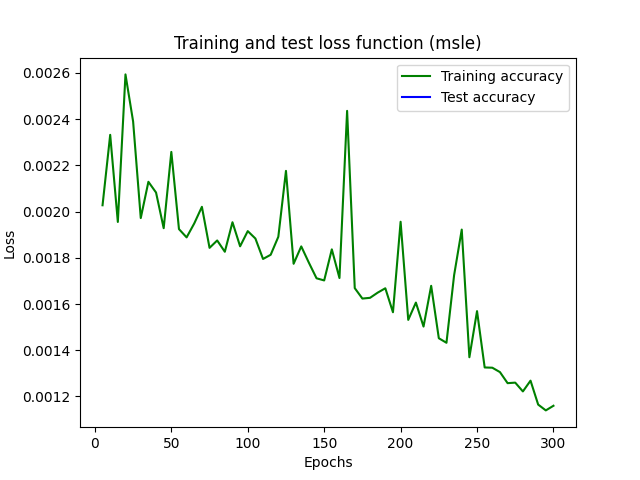 Training and test loss function (msle)
Training accuracy
Test accuracy
0.0026
0.0024
0.0022
0.0020
0.0018
0.0016
0.0014
0.0012
Loss
0 50 100 150 200 250 300
Epochs